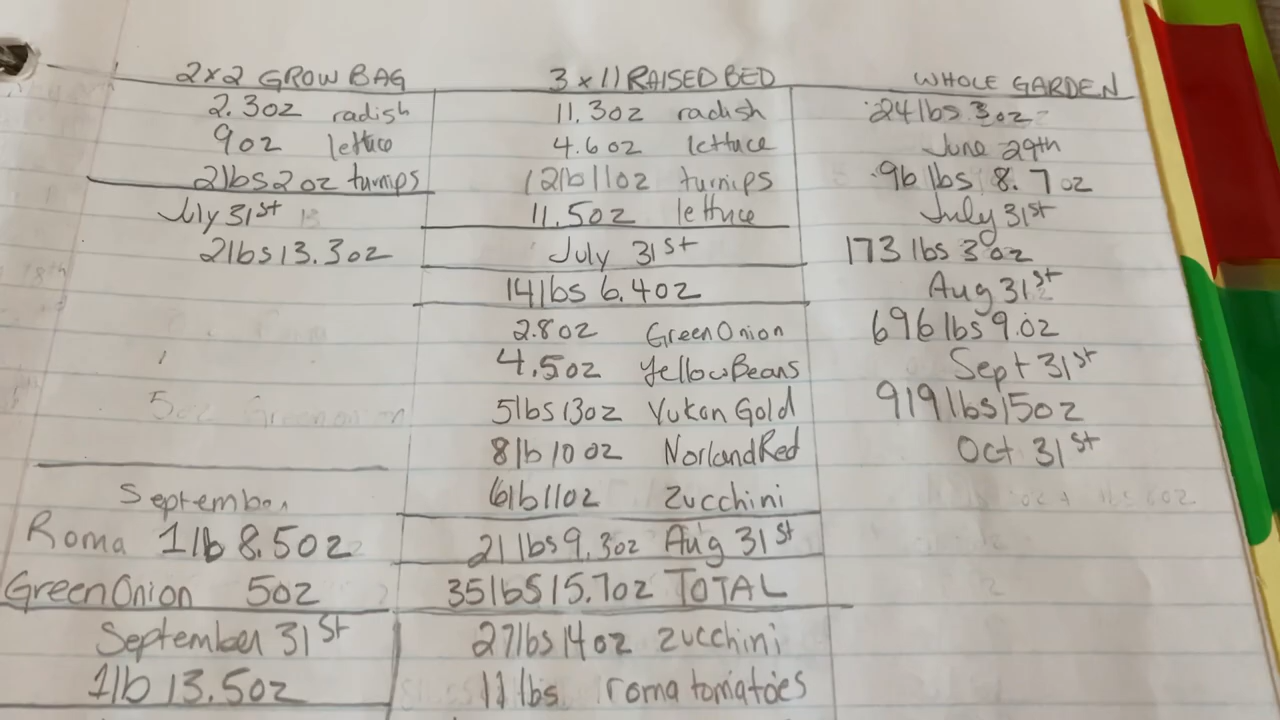 2x2 GROW BAG
2.3oz radish
9oz lettuce
2lbs 2oz turnips
July 31st
2lbs 13.3oz
5oz Green onion
September
Roma 1lb 8.5oz
Green Onion 5oz
September 31st
1lb 13.5oz
3x11 RAISED BED
11.3oz radish
4.6oz lettuce
12lb 11oz turnips
11.5oz lettuce
July 31st
14lbs 6.4oz
2.8oz Green Onion
4.5oz Yellow Beans
5lbs 13oz Yukon Gold
8lb 10oz Norland Red
6lb 11oz Zucchini
21lbs 9.3oz Aug 31st
35lbs 15.7oz TOTAL
27lbs 14oz zucchini
11lbs roma tomatoes
WHOLE GARDEN
24lbs 3oz
June 29th
96lbs 8.7oz
July 31st
173lbs 3oz
Aug 31st
696lbs 9.0z
Sept 31st
919lbs 15oz
Oct 31st